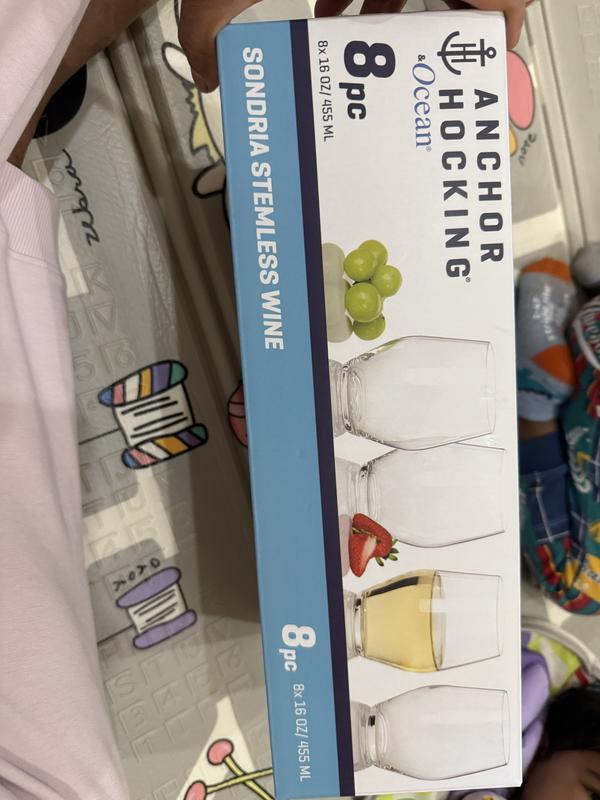 ANCHOR
HOCKING®
& Ocean®
8pc
8x 16 OZ/ 455 ML
SONDRIA STEMLESS WINE
8pc
8x 16 OZ/ 455 ML
zebra